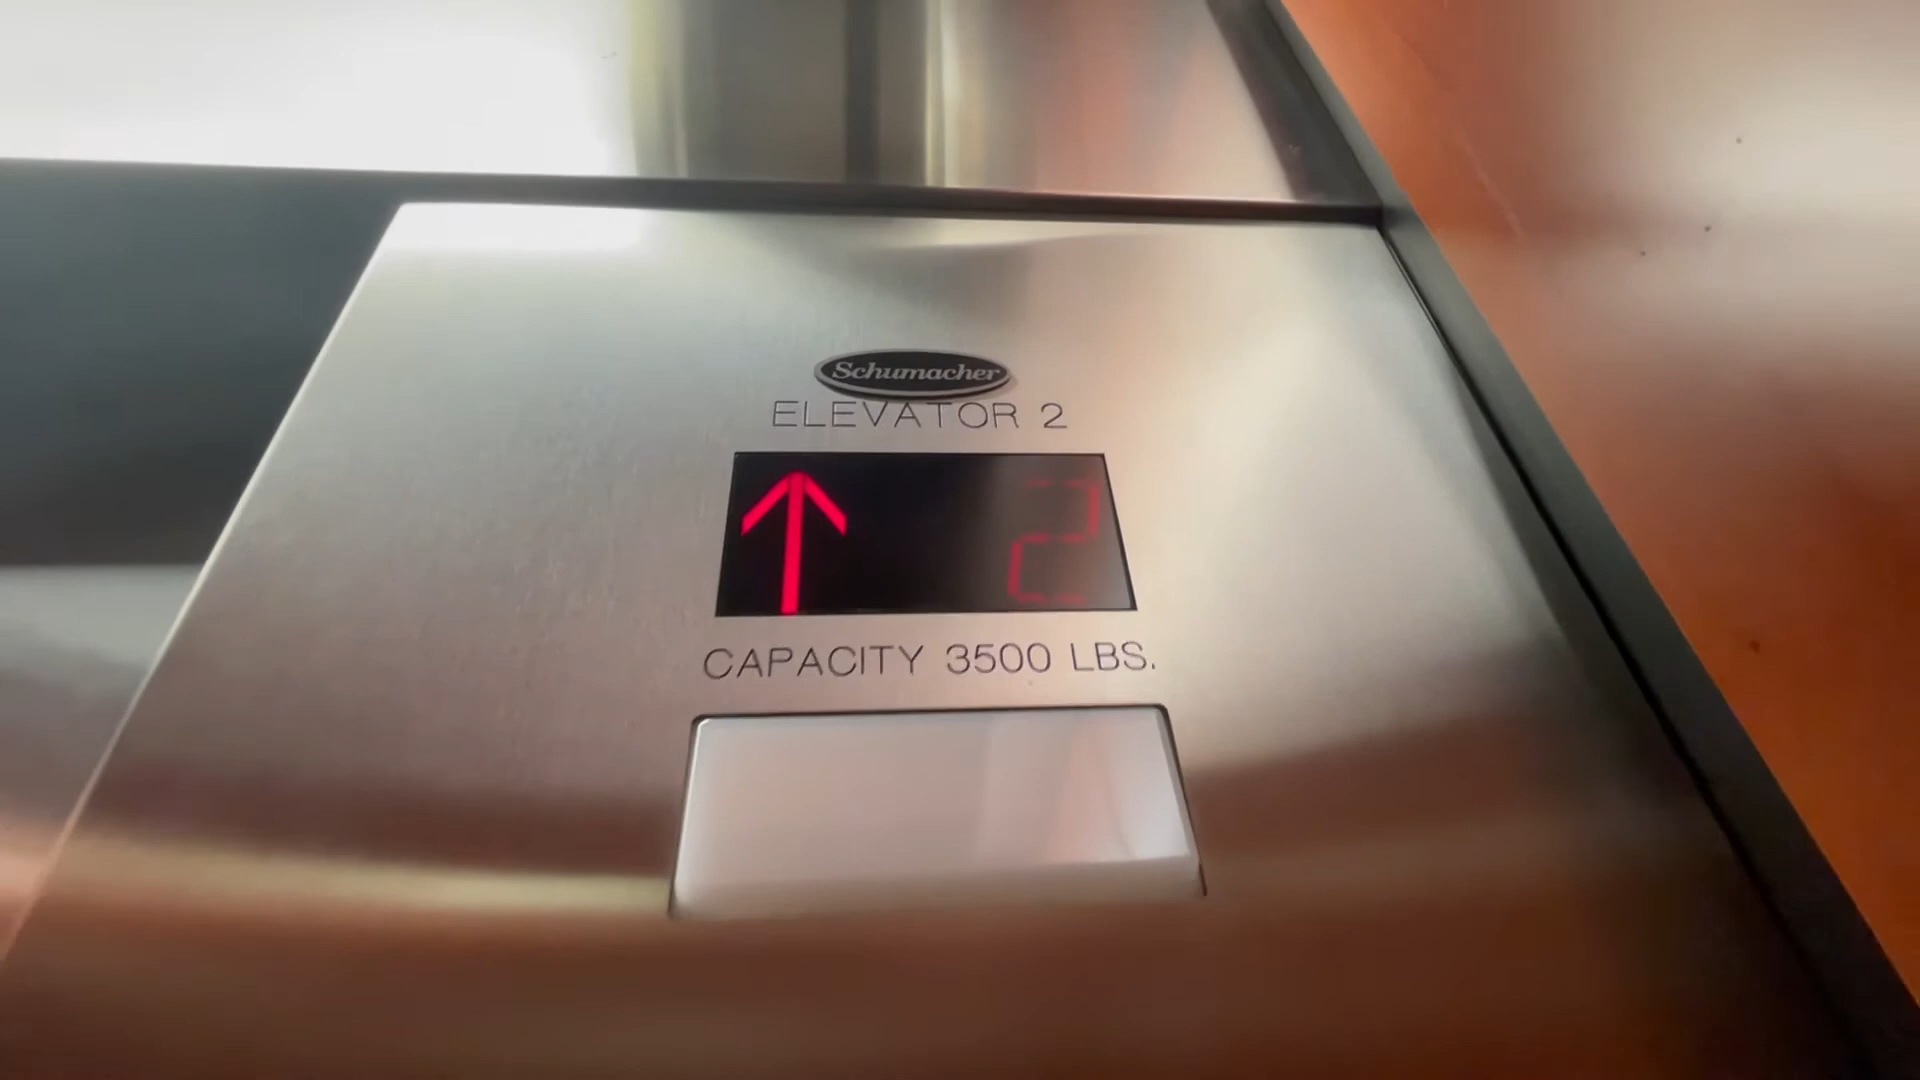 Schumacher
ELEVATOR 2
↑ 2
CAPACITY 3500 LBS.